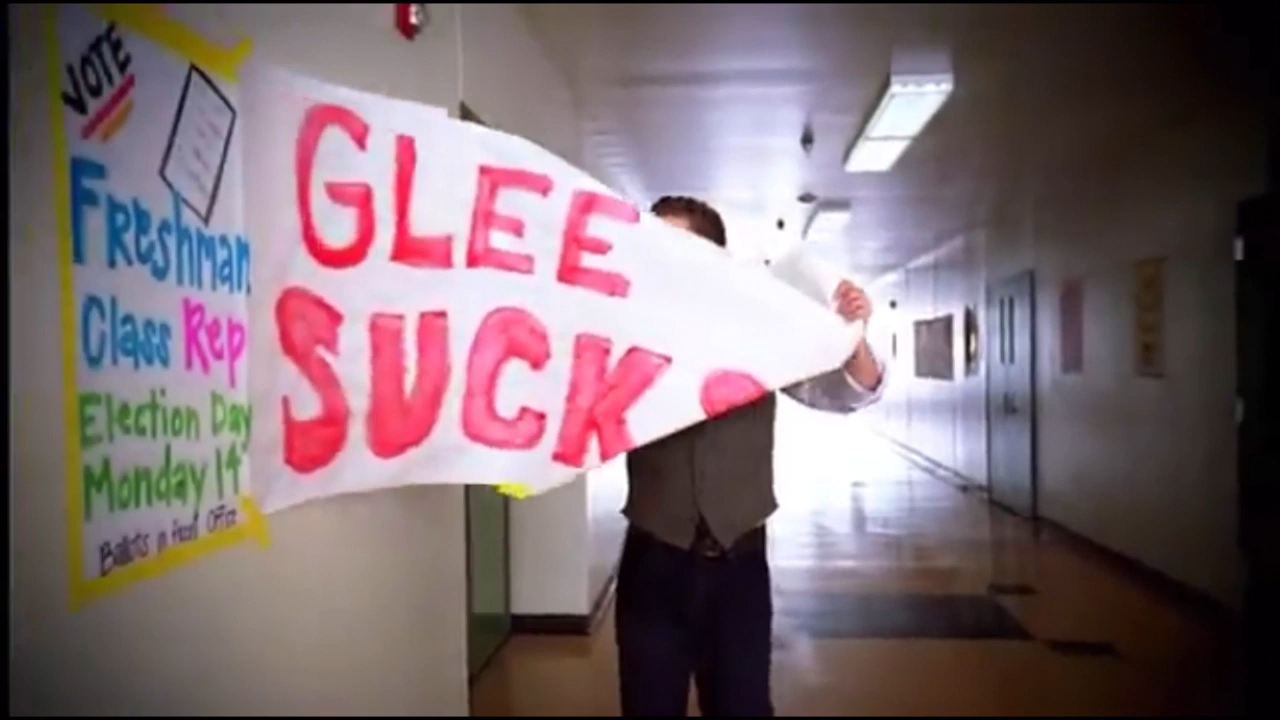 VOTE
Freshman
Class Rep
Election Day
Monday 14
Ballots in Front Office
GLEE
SUCK